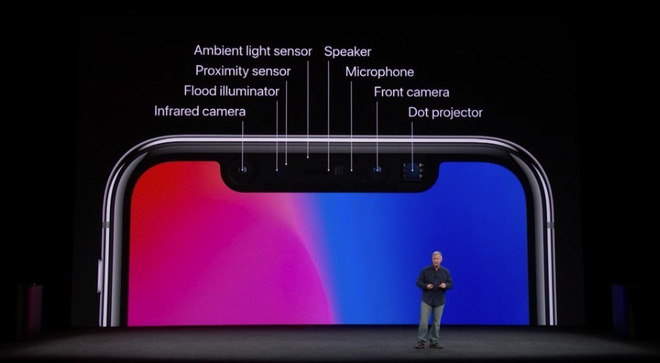 Ambient light sensor Speaker
Proximity sensor Microphone
Flood illuminator Front camera
Infrared camera Dot projector